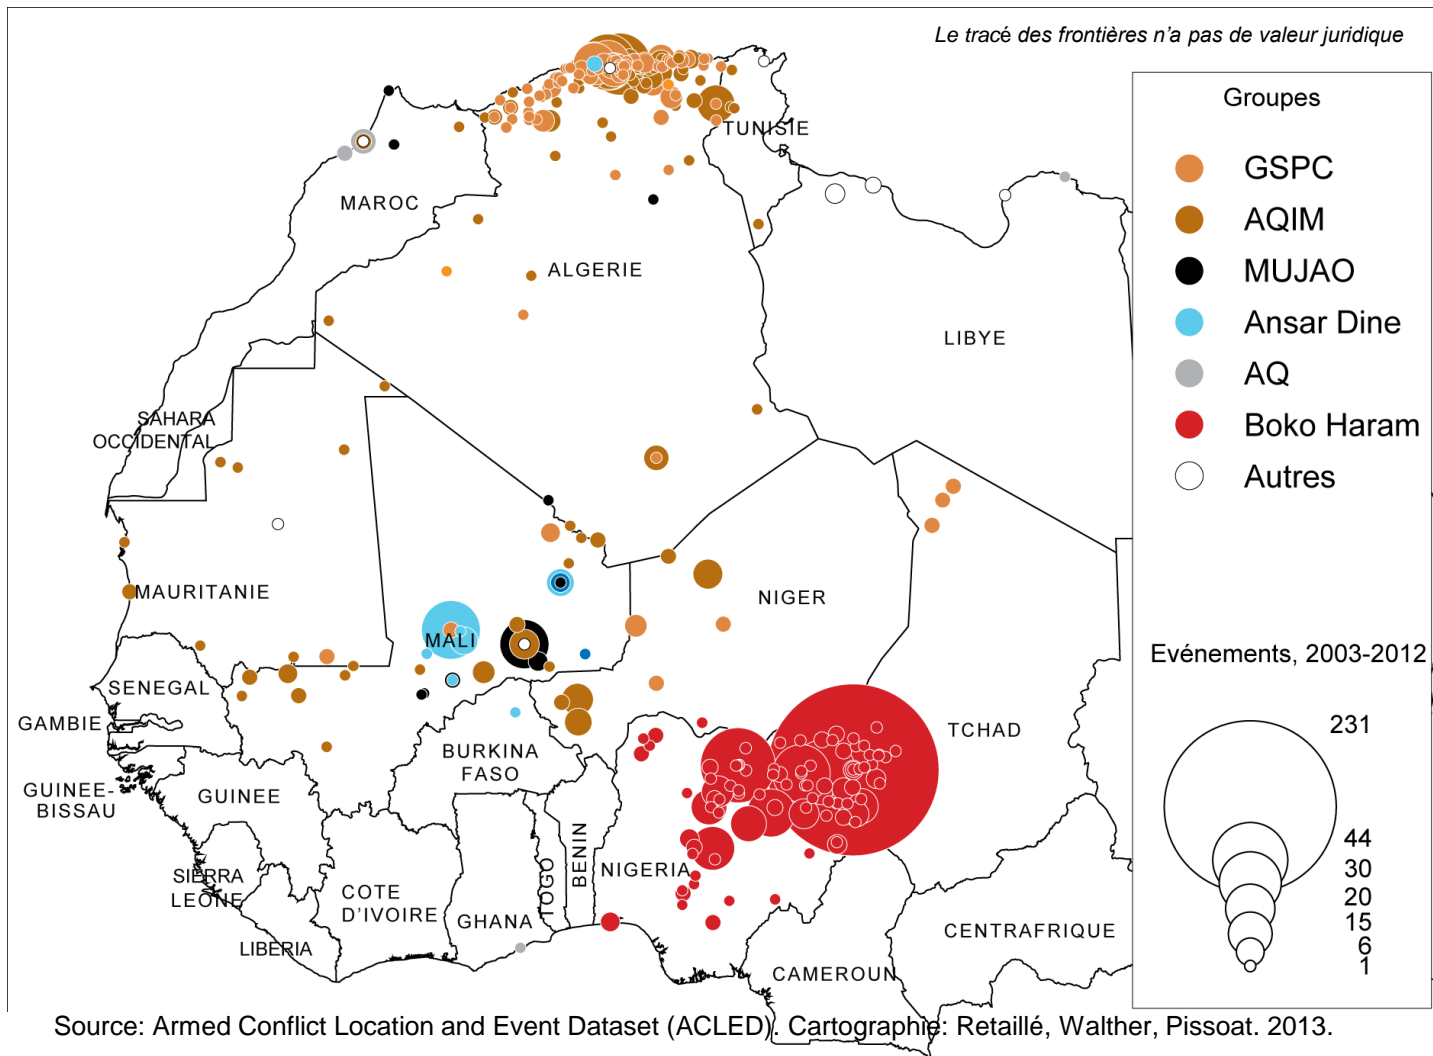 Le tracé des frontières n'a pas de valeur juridique
Groupes
GSPC
AQIM
MUJAO
Ansar Dine
AQ
Boko Haram
Autres
Evénements, 2003-2012
231
44
30
20
15
6
1
TUNISIE
MAROC
ALGERIE
LIBYE
SAHARA
OCCIDENTAL
MAURITANIE
MALI
NIGER
TCHAD
SENEGAL
GAMBIE
GUINEE-
BISSAU
GUINEE
SIERRA
LEONE
LIBERIA
COTE
D'IVOIRE
BURKINA
FASO
GHANA
TOGO
BENIN
NIGERIA
CAMEROUN
CENTRAFRIQUE
Source: Armed Conflict Location and Event Dataset (ACLED). Cartographie: Retaillé, Walther, Pissoat. 2013.